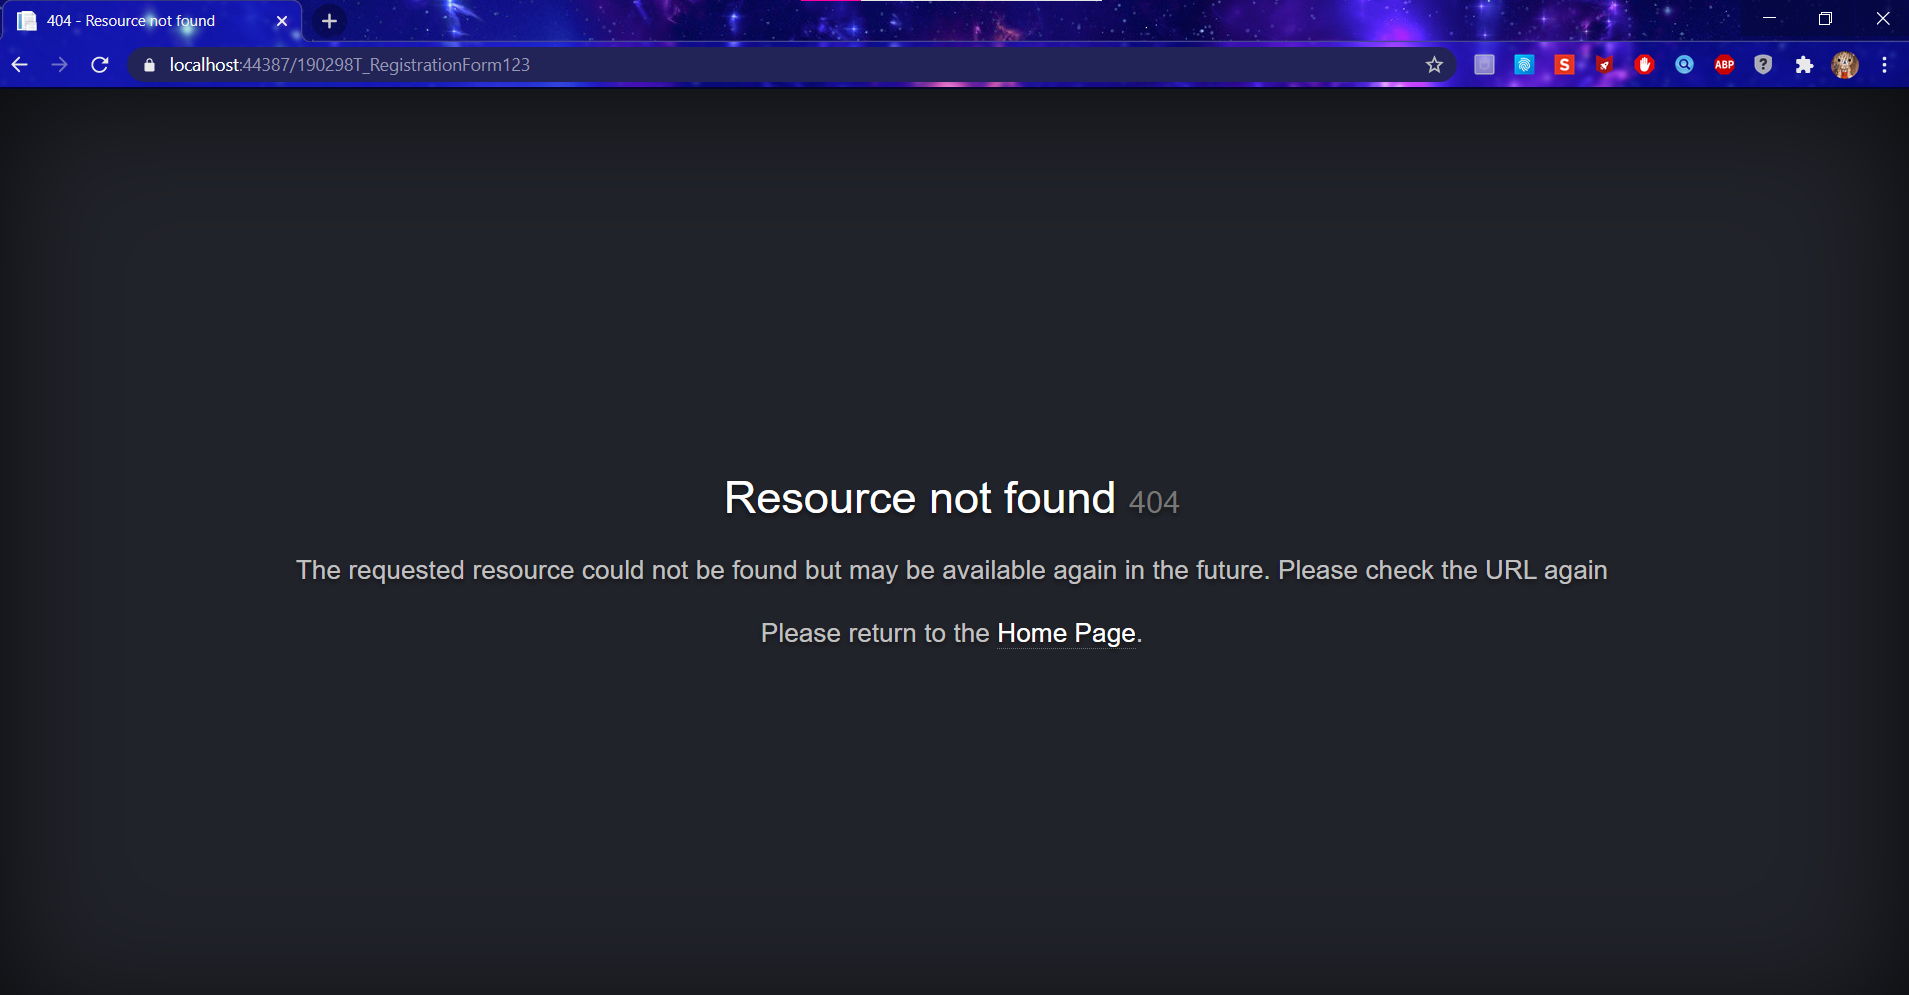 404 - Resource not found
localhost:44387/190298T_RegistrationForm123
S
ABP
?
Resource not found 404
The requested resource could not be found but may be available again in the future. Please check the URL again
Please return to the Home Page.